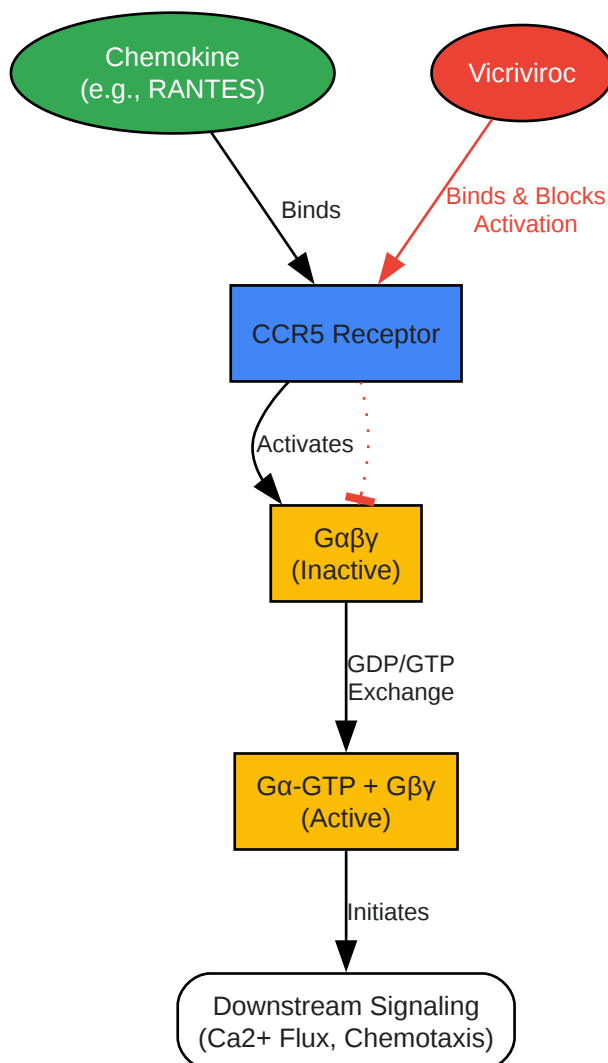 Chemokine
(e.g., RANTES)
Vicriviroc
Binds
Binds & Blocks
Activation
CCR5 Receptor
Activates
Gαβγ
(Inactive)
GDP/GTP
Exchange
Gα-GTP + Gβγ
(Active)
Initiates
Downstream Signaling
(Ca2+ Flux, Chemotaxis)